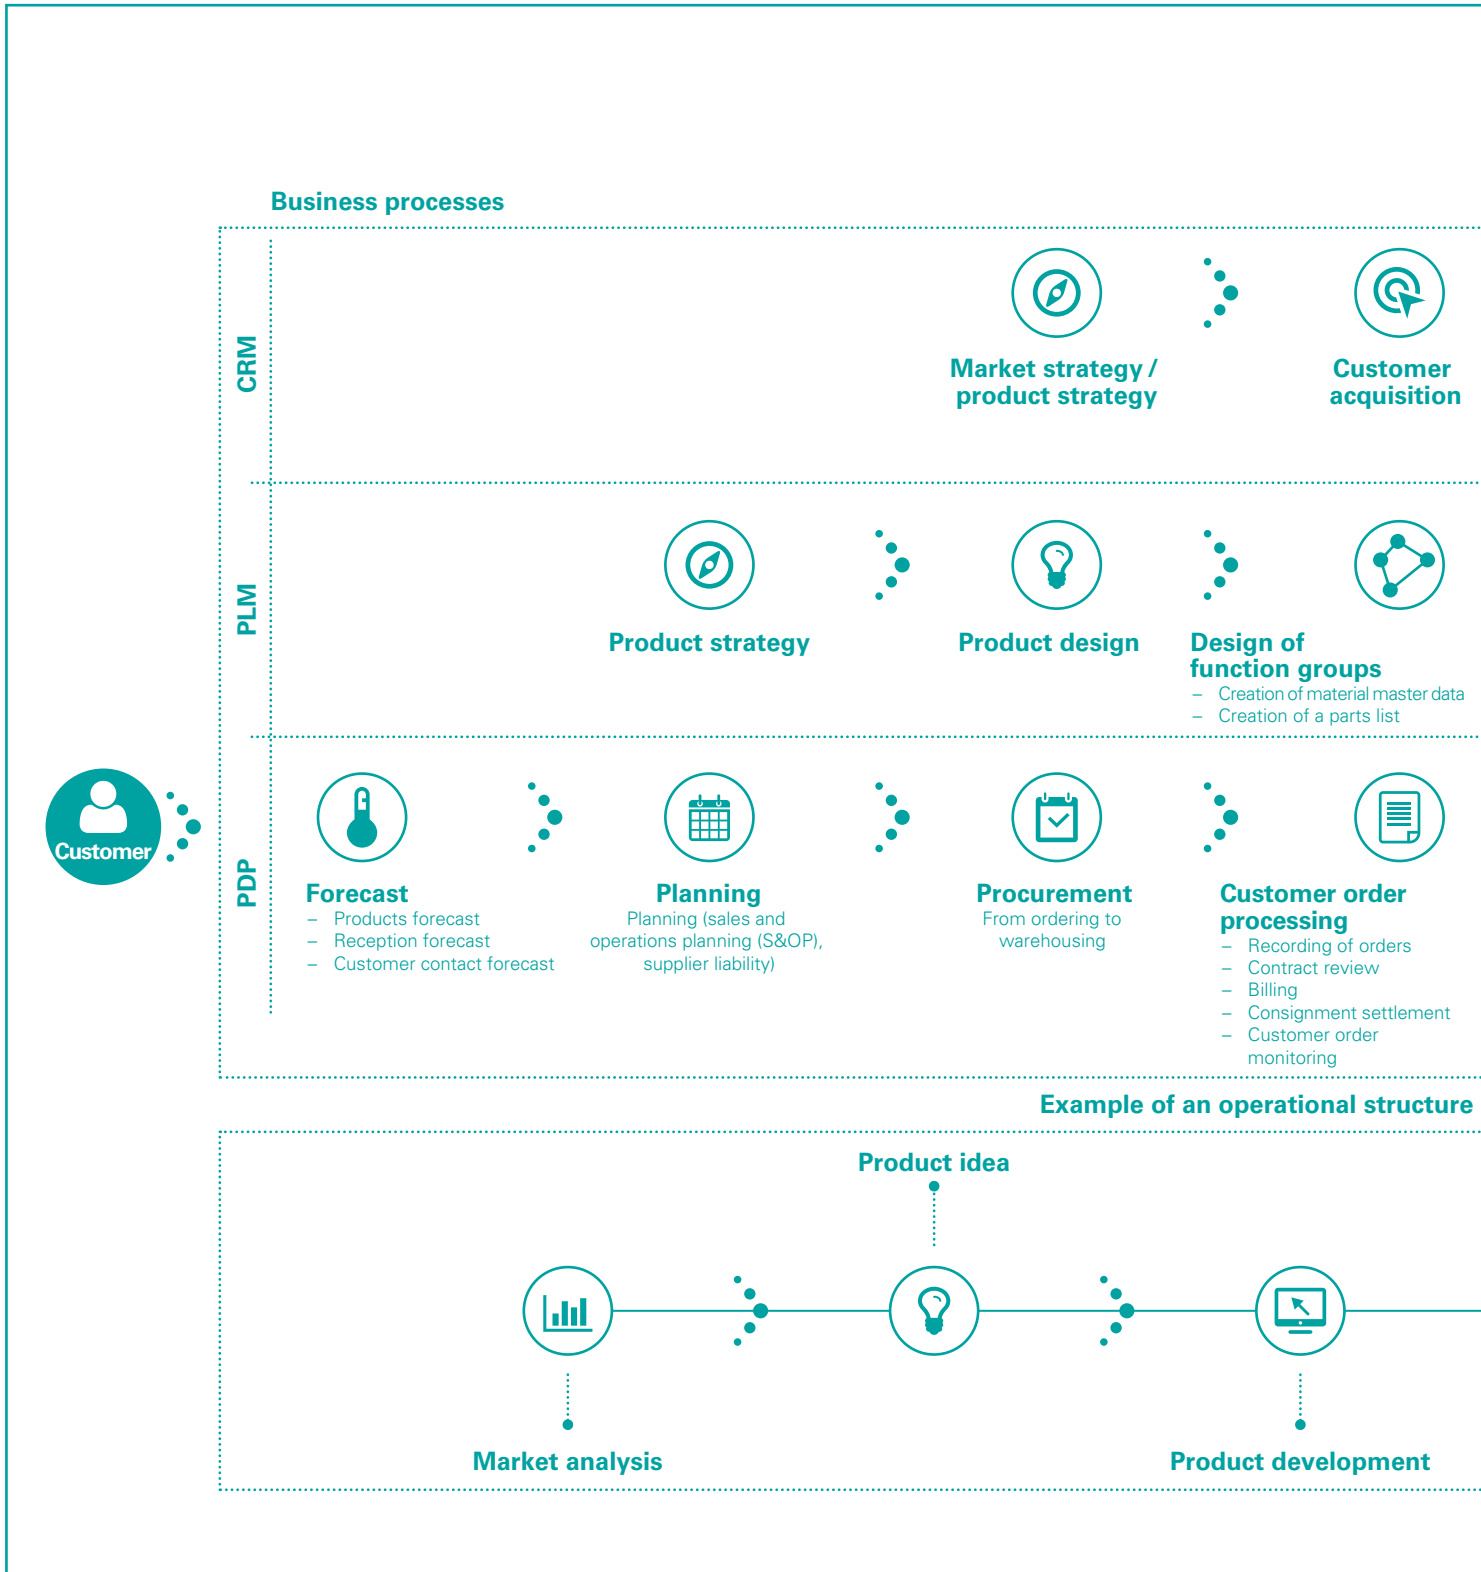 Business processes
CRM
Market strategy /
product strategy
Customer
acquisition
PLM
Product strategy
Product design
Design of
function groups
– Creation of material master data
– Creation of a parts list
Customer
PDP
Forecast
– Products forecast
– Reception forecast
– Customer contact forecast
Planning
Planning (sales and
operations planning (S&OP),
supplier liability)
Procurement
From ordering to
warehousing
Customer order
processing
– Recording of orders
– Contract review
– Billing
– Consignment settlement
– Customer order
monitoring
Example of an operational structure
Product idea
Market analysis
Product development